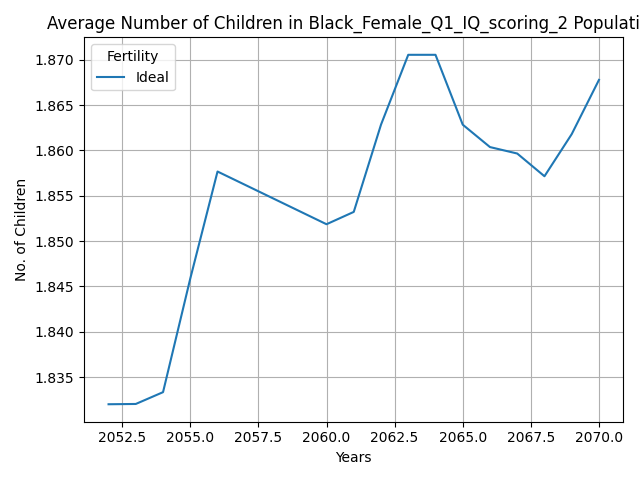 Average Number of Children in Black_Female_Q1_IQ_scoring_2 Populati
Fertility
Ideal
No. of Children
1.870
1.865
1.860
1.855
1.850
1.845
1.840
1.835
2052.5 2055.0 2057.5 2060.0 2062.5 2065.0 2067.5 2070.0
Years